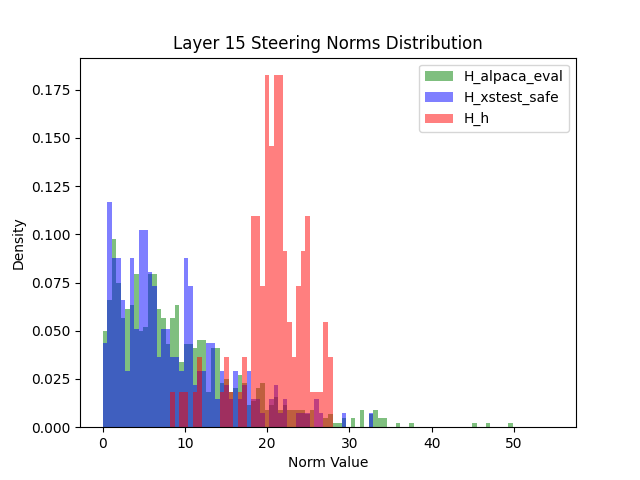 Layer 15 Steering Norms Distribution
H_alpaca_eval
H_xstest_safe
H_h
0.175
0.150
0.125
0.100
0.075
0.050
0.025
0.000
Density
0
10
20
30
40
50
Norm Value